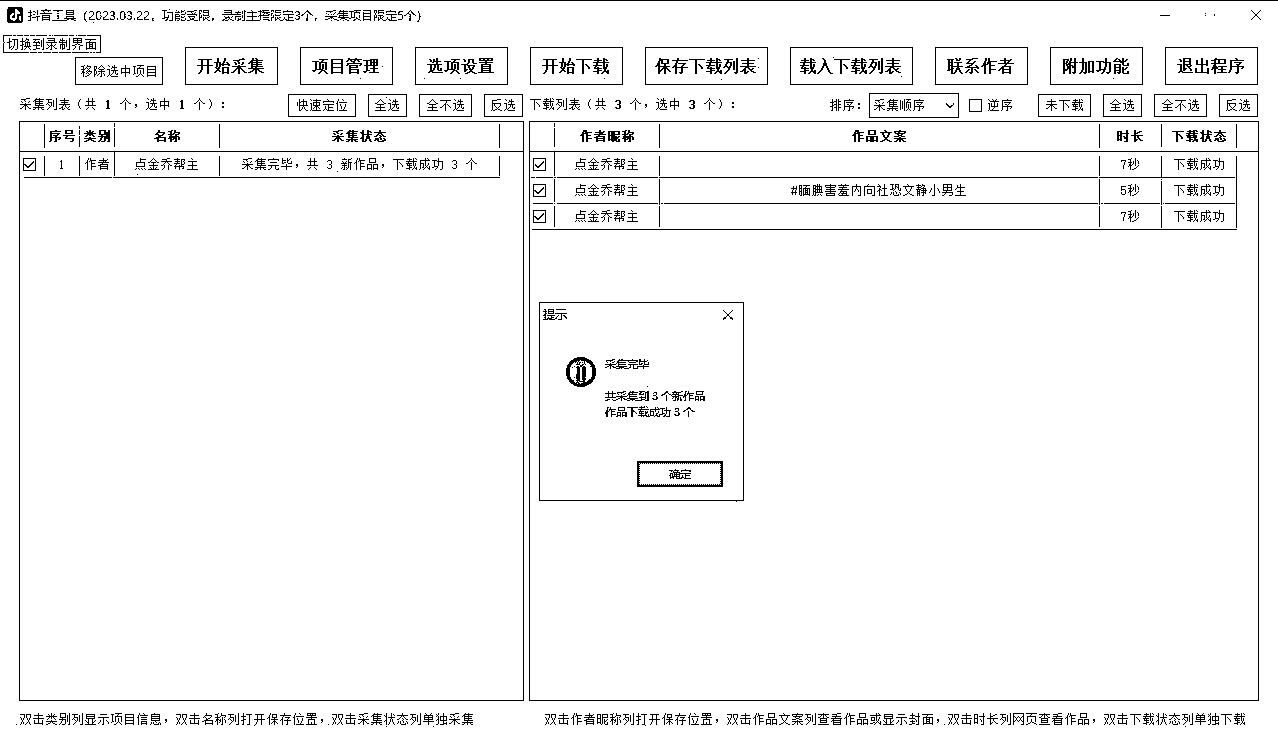 抖音工具（2023.03.22，功能受限，录制主播限定3个，采集项目限定5个）
切换到录制界面
移除选中项目 开始采集 项目管理 选项设置 开始下载 保存下载列表 载入下载列表 联系作者 附加功能 退出程序
采集列表（共 1 个，选中 1 个）： 快速定位 全选 全不选 反选 下载列表（共 3 个，选中 3 个）： 排序： 采集顺序 逆序 未下载 全选 全不选 反选
序号 类别 名称 采集状态 作者昵称 作品文案 时长 下载状态
1 作者 点金乔帮主 采集完毕，共 3 新作品，下载成功 3 个 点金乔帮主 7秒 下载成功
点金乔帮主 #腼腆害羞内向社恐文静小男生 5秒 下载成功
点金乔帮主 7秒 下载成功
提示
采集完毕
共采集到 3 个新作品
作品下载成功 3 个
确定
双击类别列显示项目信息，双击名称列打开保存位置，双击采集状态列单独采集 双击作者昵称列打开保存位置，双击作品文案列查看作品或显示封面，双击时长列网页查看作品，双击下载状态列单独下载